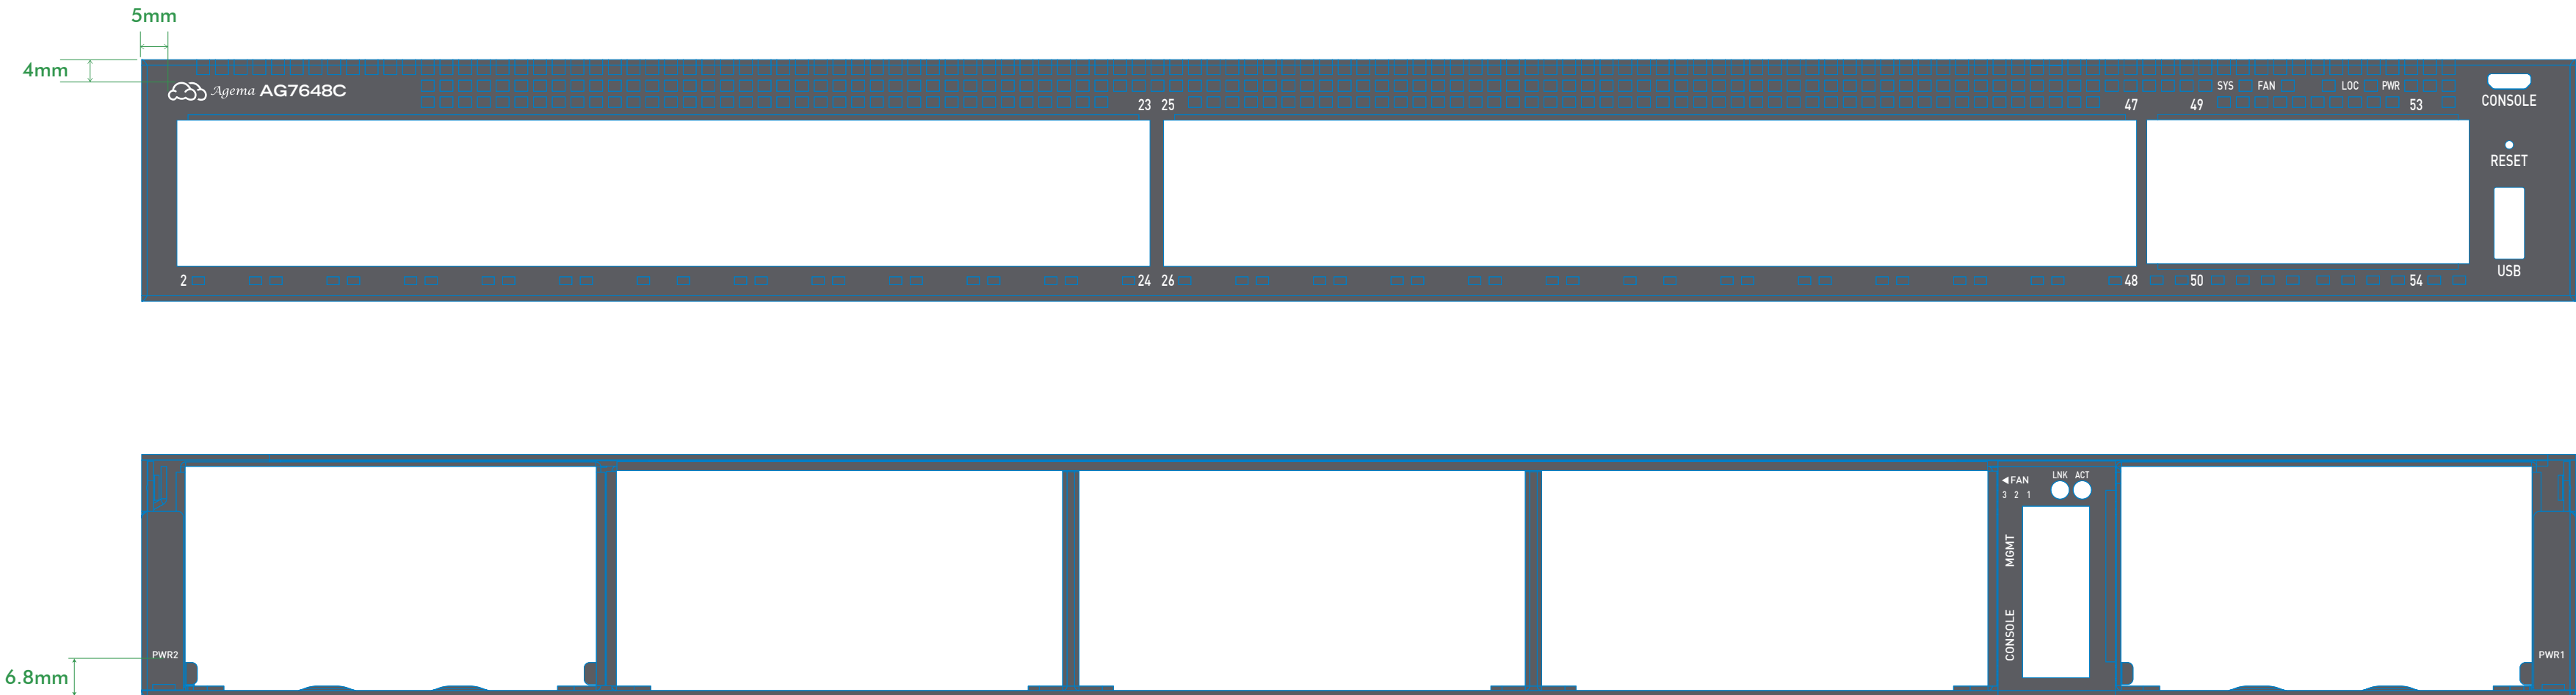 5mm
4mm
Agema AG7648C
SYS FAN LOC PWR
CONSOLE
23 25 47 49 53
RESET
USB
2 24 26 48 50 54
◀FAN LNK ACT
3 2 1
MGMT
CONSOLE
PWR2
PWR1
6.8mm